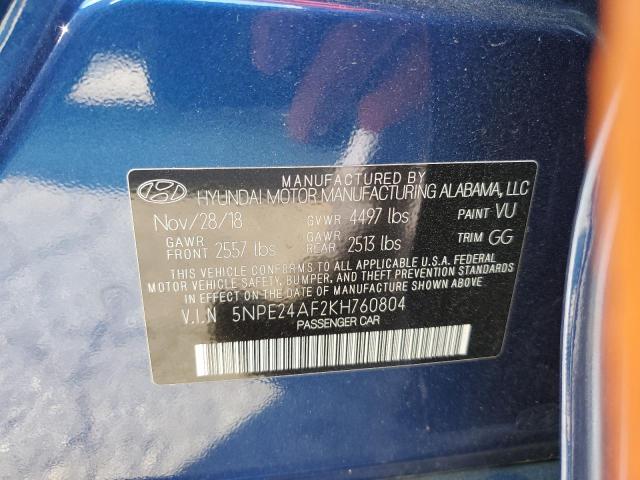 MANUFACTURED BY
HYUNDAI MOTOR MANUFACTURING ALABAMA, LLC
Nov/28/18 GVWR 4497 lbs PAINT VU
GAWR FRONT 2557 lbs GAWR REAR 2513 lbs TRIM GG
THIS VEHICLE CONFORMS TO ALL APPLICABLE U.S.A. FEDERAL
MOTOR VEHICLE SAFETY, BUMPER, AND THEFT PREVENTION STANDARDS
IN EFFECT ON THE DATE OF MANUFACTURE SHOWN ABOVE
V.I.N 5NPE24AF2KH760804
PASSENGER CAR